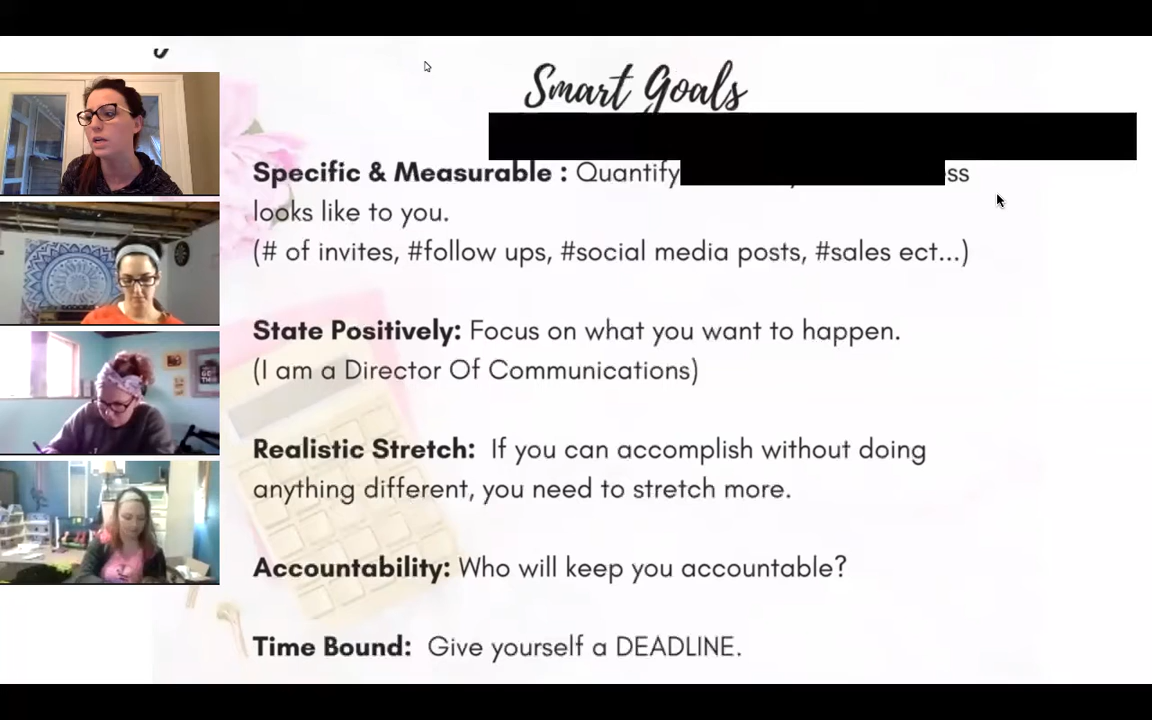 Smart Goals
Specific & Measurable : Quantify ss
looks like to you.
(# of invites, #follow ups, #social media posts, #sales ect...)
State Positively: Focus on what you want to happen.
(I am a Director Of Communications)
Realistic Stretch: If you can accomplish without doing
anything different, you need to stretch more.
Accountability: Who will keep you accountable?
Time Bound: Give yourself a DEADLINE.